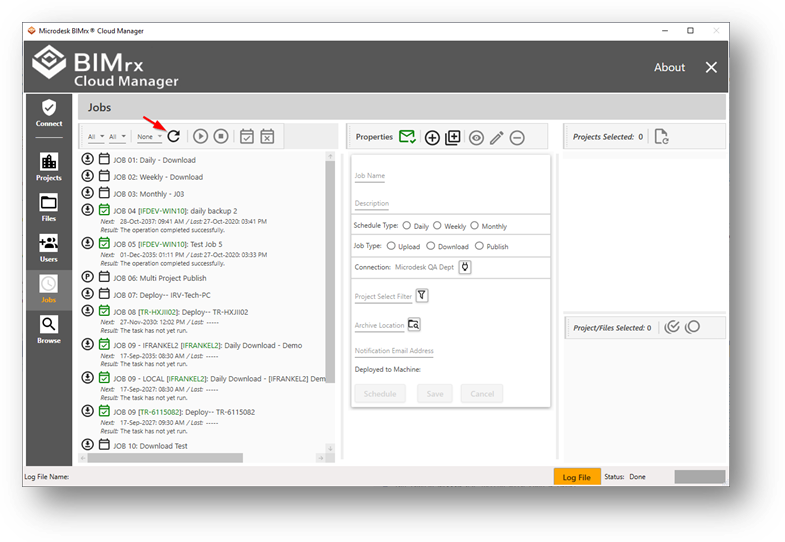 Microdesk BIMrx® Cloud Manager
BIMrx
Cloud Manager
About
Connect
Projects
Files
Users
Jobs
Browse
Jobs
All All None
JOB 01: Daily - Download
JOB 02: Weekly - Download
JOB 03: Monthly - J03
JOB 04 [IFDEV-WIN10]: daily backup 2
Next: 28-Oct-2037: 09:41 AM / Last: 27-Oct-2020: 03:41 PM
Result: The operation completed successfully.
JOB 05 [IFDEV-WIN10]: Test Job 5
Next: 01-Dec-2035: 01:11 PM / Last: 27-Oct-2020: 03:33 PM
Result: The operation completed successfully.
P JOB 06: Multi Project Publish
JOB 07: Deploy-- IRV-Tech-PC
JOB 08 [TR-HXJII02]: Deploy-- TR-HXJII02
Next: 27-Nov-2030: 12:02 PM / Last: -----
Result: The task has not yet run.
JOB 09 - IFRANKEL2 [IFRANKEL2]: Daily Download - Demo
Next: 17-Sep-2035: 08:30 AM / Last: -----
Result: The task has not yet run.
JOB 09 - LOCAL [IFRANKEL2]: Daily Download - [IFRANKEL2] Demo
Next: 17-Sep-2027: 08:30 AM / Last: -----
Result: The task has not yet run.
JOB 09 [TR-6115082]: Deploy-- TR-6115082
Next: 17-Sep-2027: 08:30 AM / Last: -----
Result: The task has not yet run.
JOB 10: Download Test
Properties
Job Name
Description
Schedule Type: Daily Weekly Monthly
Job Type: Upload Download Publish
Connection: Microdesk QA Dept
Project Select Filter
Archive Location
Notification Email Address
Deployed to Machine:
Schedule Save Cancel
Projects Selected: 0
Project/Files Selected: 0
Log File Name:
Log File Status: Done